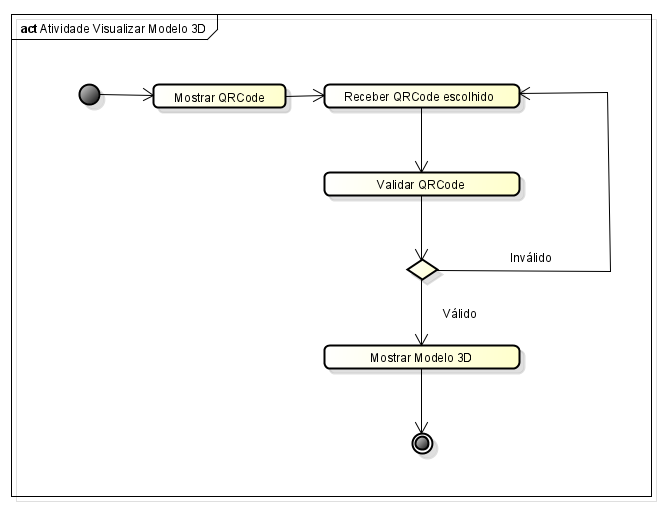 act Atividade Visualizar Modelo 3D
Mostrar QRCode
Receber QRCode escolhido
Validar QRCode
Inválido
Válido
Mostrar Modelo 3D